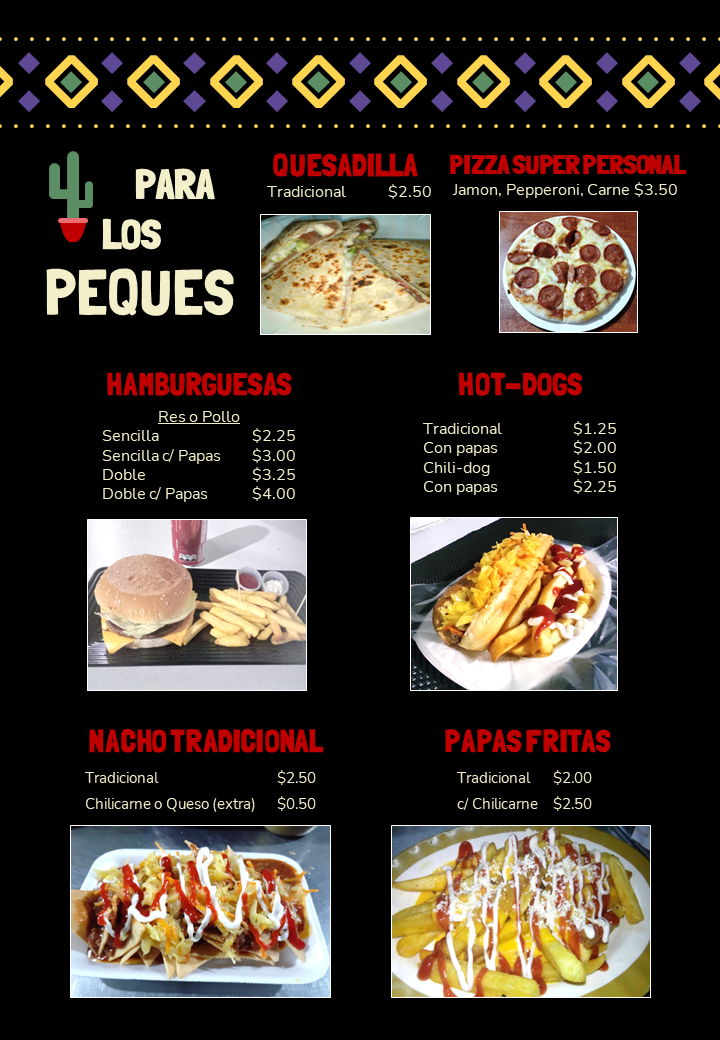 PARA
LOS
PEQUES
QUESADILLA
Tradicional $2.50
PIZZA SUPER PERSONAL
Jamon, Pepperoni, Carne $3.50
HAMBURGUESAS
Res o Pollo
Sencilla $2.25
Sencilla c/ Papas $3.00
Doble $3.25
Doble c/ Papas $4.00
HOT-DOGS
Tradicional $1.25
Con papas $2.00
Chili-dog $1.50
Con papas $2.25
NACHO TRADICIONAL
Tradicional $2.50
Chilicarne o Queso (extra) $0.50
PAPAS FRITAS
Tradicional $2.00
c/ Chilicarne $2.50